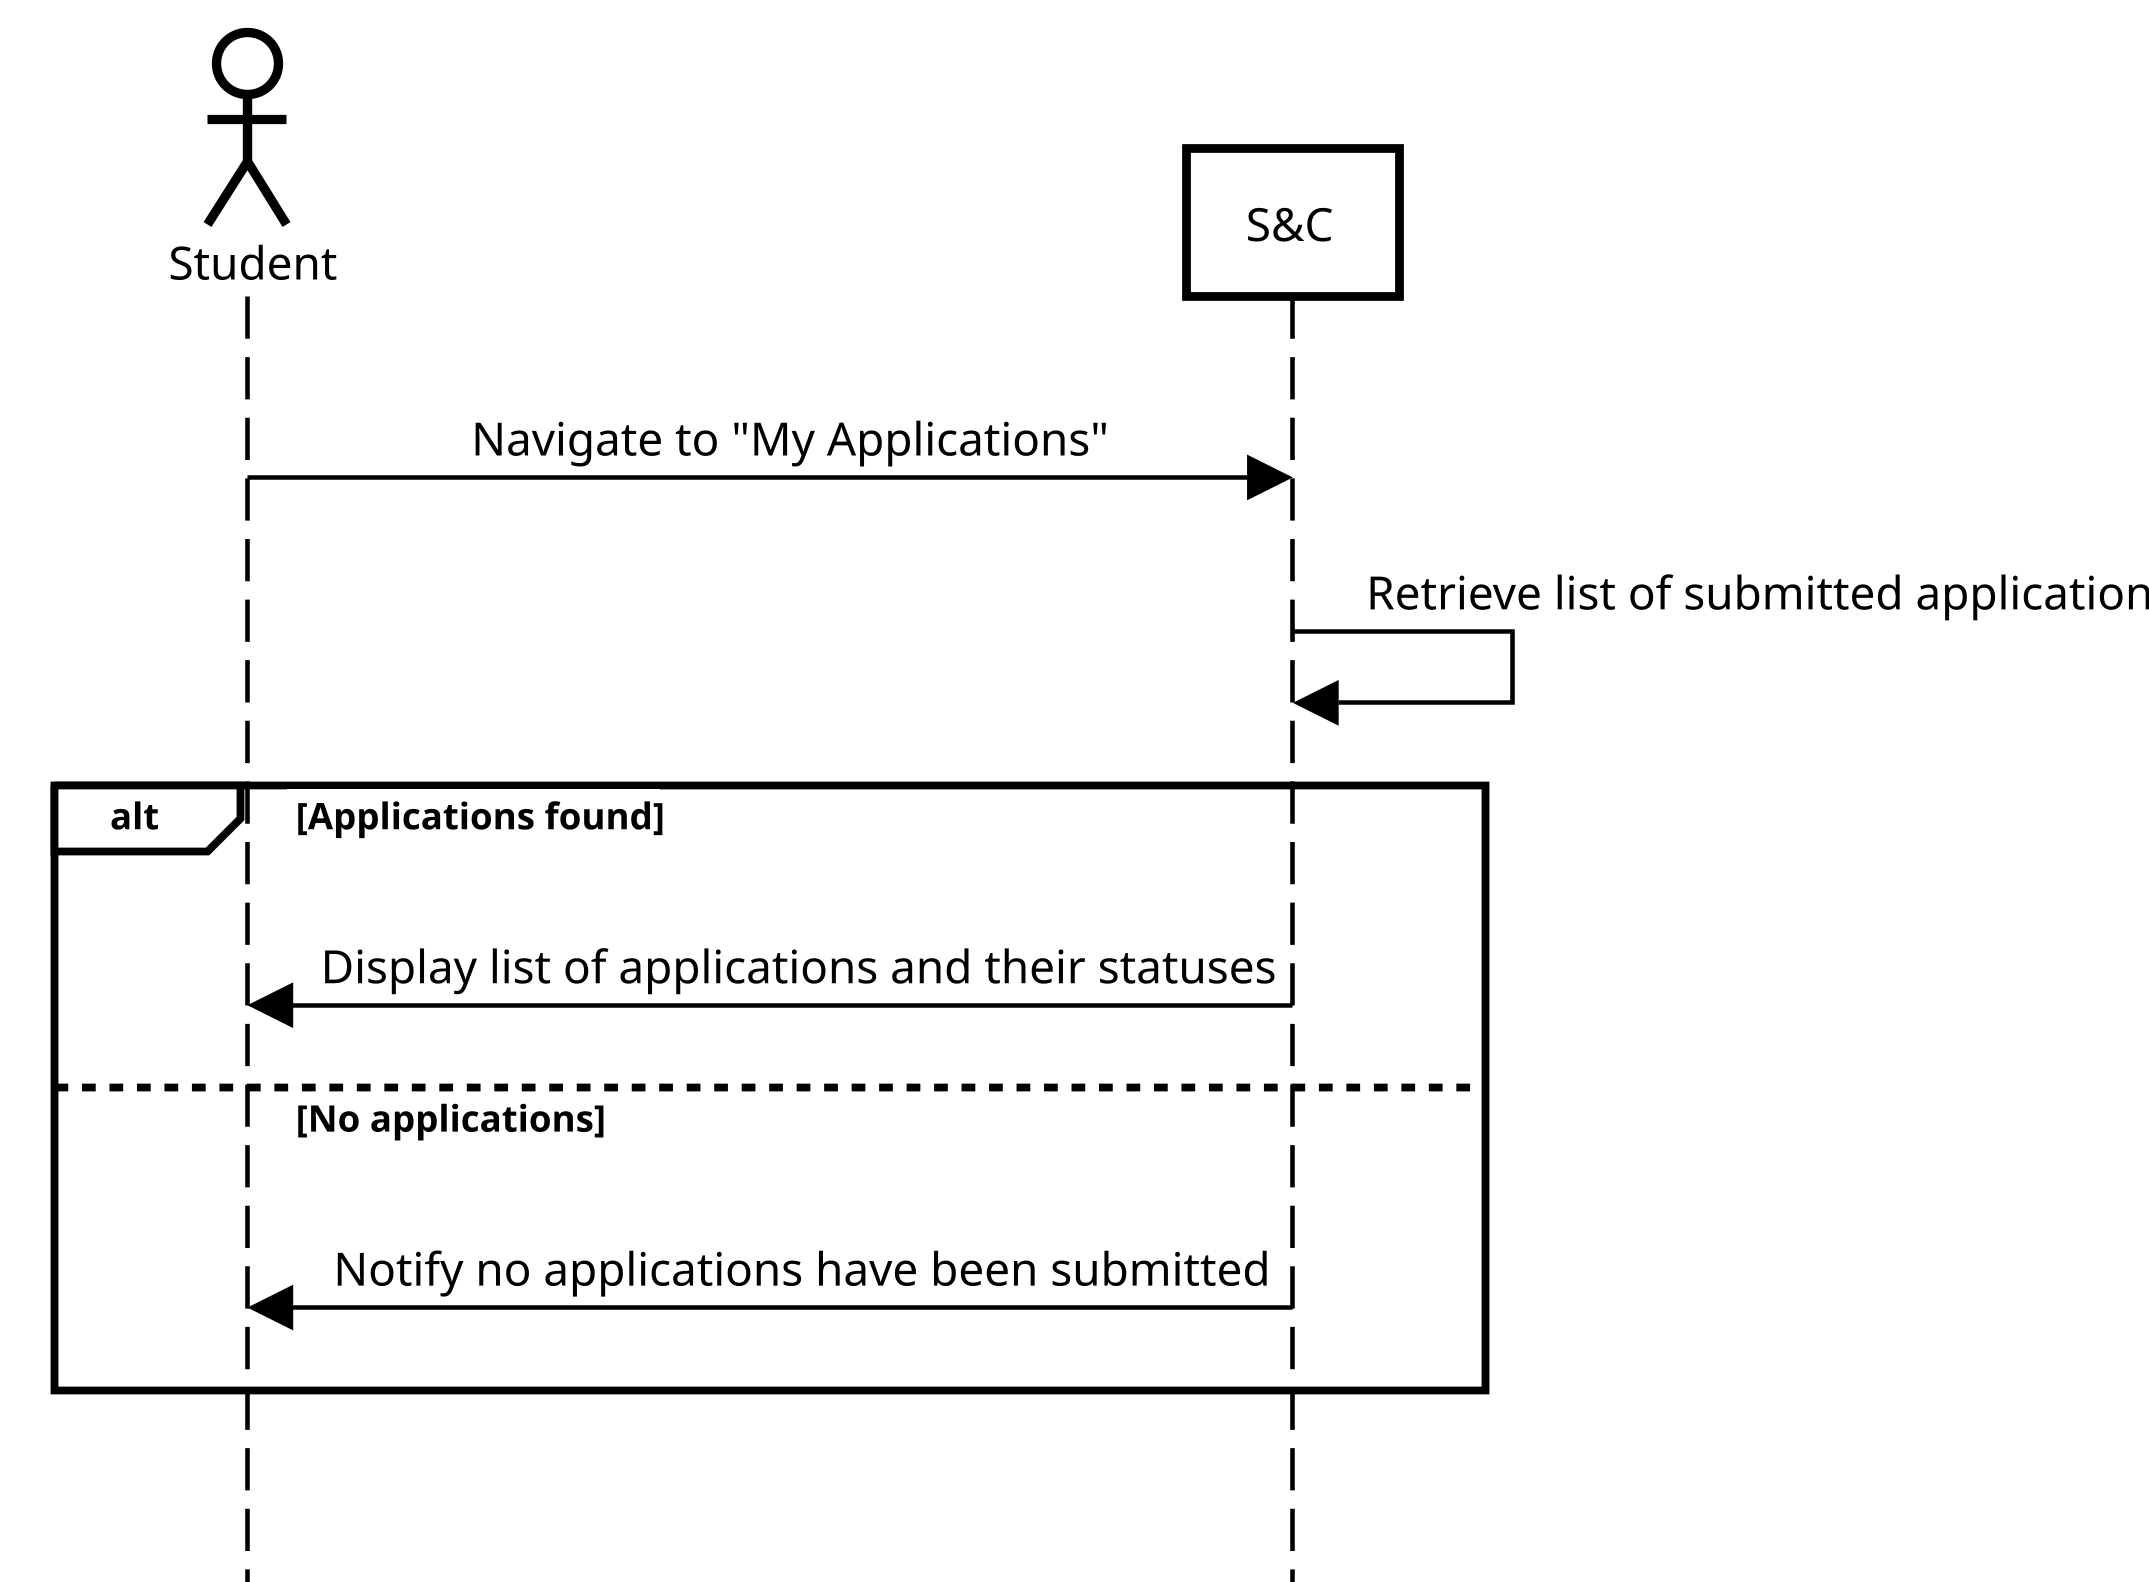 Student
S&C
Navigate to "My Applications"
Retrieve list of submitted application
alt
[Applications found]
Display list of applications and their statuses
[No applications]
Notify no applications have been submitted